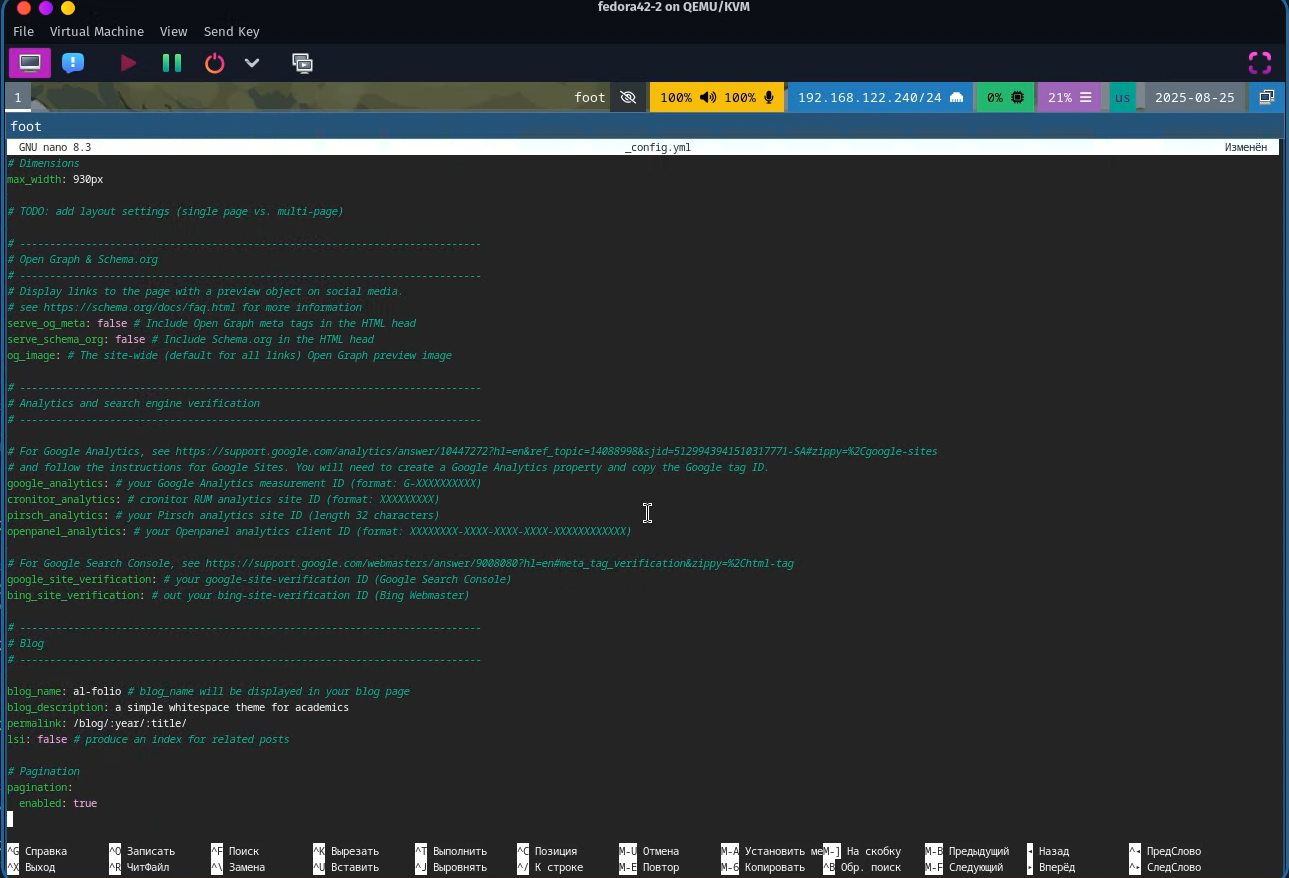 fedora42-2 on QEMU/KVM
File Virtual Machine View Send Key
1 foot 100% 100% 192.168.122.240/24 0% 21% us 2025-08-25
foot
GNU nano 8.3 _config.yml Изменён
# Dimensions
max_width: 930px
# TODO: add layout settings (single page vs. multi-page)
# -----------------------------------------------------------------------------
# Open Graph & Schema.org
# -----------------------------------------------------------------------------
# Display links to the page with a preview object on social media.
# see https://schema.org/docs/faq.html for more information
serve_og_meta: false # Include Open Graph meta tags in the HTML head
serve_schema_org: false # Include Schema.org in the HTML head
og_image: # The site-wide (default for all links) Open Graph preview image
# -----------------------------------------------------------------------------
# Analytics and search engine verification
# -----------------------------------------------------------------------------
# For Google Analytics, see https://support.google.com/analytics/answer/10447272?hl=en&ref_topic=14088998&sjid=5129943941510317771-SA#zippy=%2Cgoogle-sites
# and follow the instructions for Google Sites. You will need to create a Google Analytics property and copy the Google tag ID.
google_analytics: # your Google Analytics measurement ID (format: G-XXXXXXXXXX)
cronitor_analytics: # cronitor RUM analytics site ID (format: XXXXXXXXX)
pirsch_analytics: # your Pirsch analytics site ID (length 32 characters)
openpanel_analytics: # your Openpanel analytics client ID (format: XXXXXXXX-XXXX-XXXX-XXXX-XXXXXXXXXXXX)
# For Google Search Console, see https://support.google.com/webmasters/answer/9008080?hl=en#meta_tag_verification&zippy=%2Chtml-tag
google_site_verification: # your google-site-verification ID (Google Search Console)
bing_site_verification: # out your bing-site-verification ID (Bing Webmaster)
# -----------------------------------------------------------------------------
# Blog
# -----------------------------------------------------------------------------
blog_name: al-folio # blog_name will be displayed in your blog page
blog_description: a simple whitespace theme for academics
permalink: /blog/:year/:title/
lsi: false # produce an index for related posts
# Pagination
pagination:
enabled: true
^G Справка ^O Записать ^F Поиск ^K Вырезать ^T Выполнить ^C Позиция M-U Отмена M-A Установить ме M-] На скобку M-B Предыдущий ◂ Назад ^◂ ПредСлово
^X Выход ^R ЧитФайл ^\ Замена ^U Вставить ^J Выровнять ^/ К строке M-E Повтор M-6 Копировать ^B Обр. поиск M-F Следующий ▸ Вперёд ^▸ СледСлово